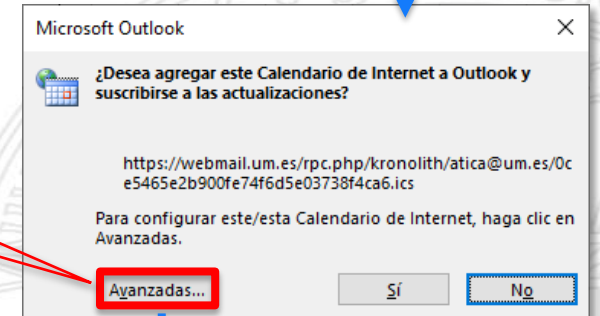 Microsoft Outlook
¿Desea agregar este Calendario de Internet a Outlook y
suscribirse a las actualizaciones?
https://webmail.um.es/rpc.php/kronolith/atica@um.es/0c
e5465e2b900fe74f6d5e03738f4ca6.ics
Para configurar este/esta Calendario de Internet, haga clic en
Avanzadas.
Avanzadas... Sí No